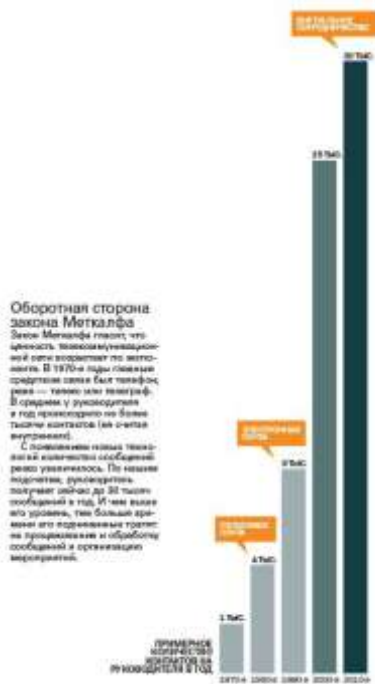 ВИРТУАЛЬНОЕ
СОТРУДНИЧЕСТВО
30 ТЫС.
25 ТЫС.
Оборотная сторона
закона Меткалфа
Закон Меткалфа гласит, что
ценность телекоммуникацион-
ной сети возрастает по экспо-
ненте. В 1970-е годы главным
средством связи был телефон,
реже — телекс или телеграф.
В среднем у руководителя
в год происходило не более
тысячи контактов (не считая
внутренних).
С появлением новых техно-
логий количество сообщений
резко увеличилось. По нашим
подсчетам, руководитель
получает сейчас до 30 тысяч
сообщений в год. И чем выше
его уровень, тем больше вре-
мени его подчиненные тратят
на процеживание и обработку
сообщений и организацию
мероприятий.
ЭЛЕКТРОННАЯ
ПОЧТА
9 ТЫС.
ГОЛОСОВАЯ
ПОЧТА
4 ТЫС.
1 ТЫС.
ПРИМЕРНОЕ
КОЛИЧЕСТВО
КОНТАКТОВ НА
РУКОВОДИТЕЛЯ В ГОД
1970-е 1980-е 1990-е 2000-е 2010-е